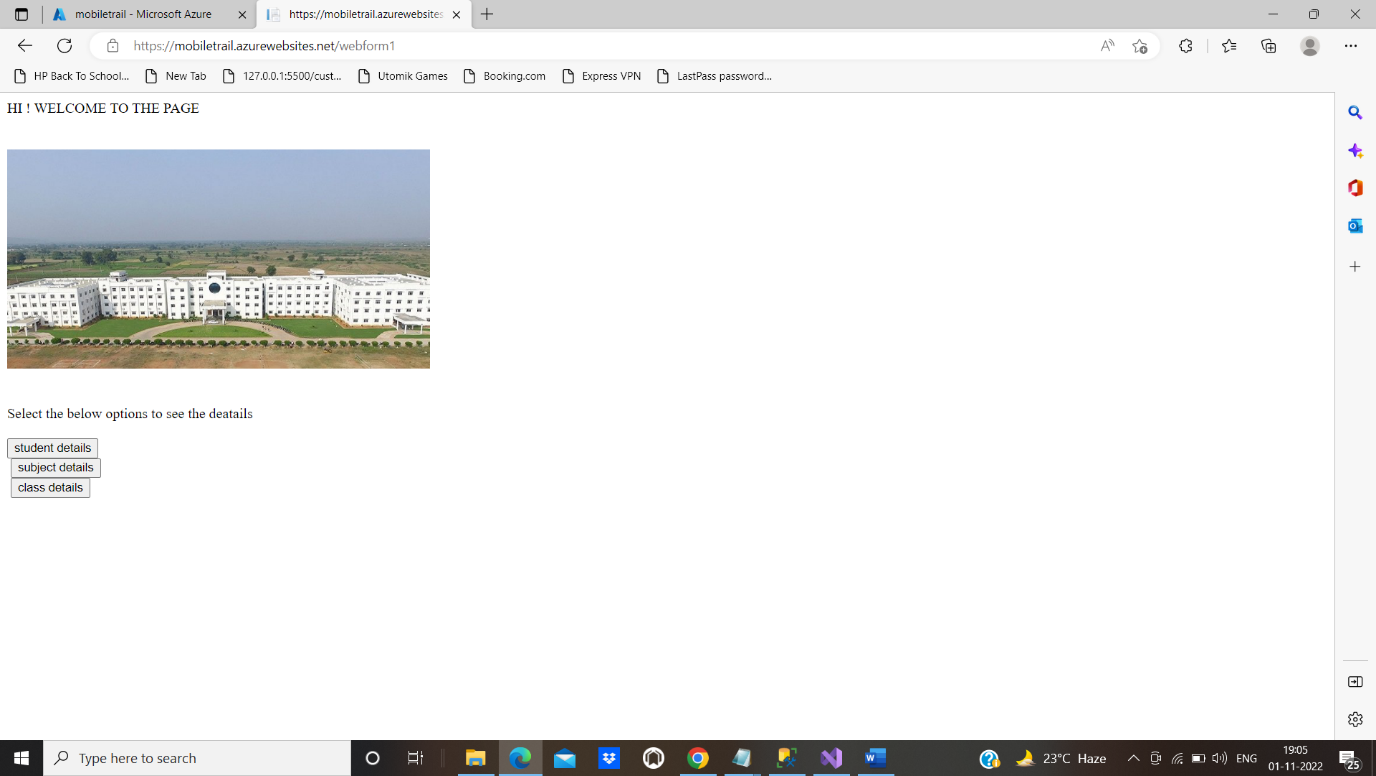 mobiletrail - Microsoft Azure
https://mobiletrail.azurewebsites
https://mobiletrail.azurewebsites.net/webform1
HP Back To School...
New Tab
127.0.0.1:5500/cust...
Utomik Games
Booking.com
Express VPN
LastPass password...
HI ! WELCOME TO THE PAGE
Select the below options to see the deatails
student details
subject details
class details
Type here to search
23°C Haze
ENG
19:05
01-11-2022
25